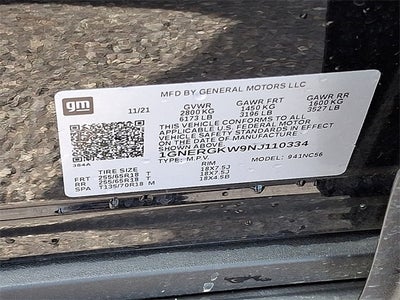 gm
MFD BY GENERAL MOTORS LLC
11/21 GVWR GAWR FRT GAWR RR
2800 KG 1450 KG 1600 KG
6173 LB 3196 LB 3527 LB
THIS VEHICLE CONFORMS TO ALL
APPLICABLE U.S. FEDERAL MOTOR
VEHICLE SAFETY STANDARDS IN EFFECT
ON THE DATE OF MANUFACTURE
SHOWN ABOVE.
1GNERGKW9NJ110334
TYPE: M.P.V. MODEL: 941NC56
384A
TIRE SIZE RIM
FRT 255/65R18 T 18X7.5J
RR 255/65R18 T 18X7.5J
SPA T135/70R18 M 18X4.5B